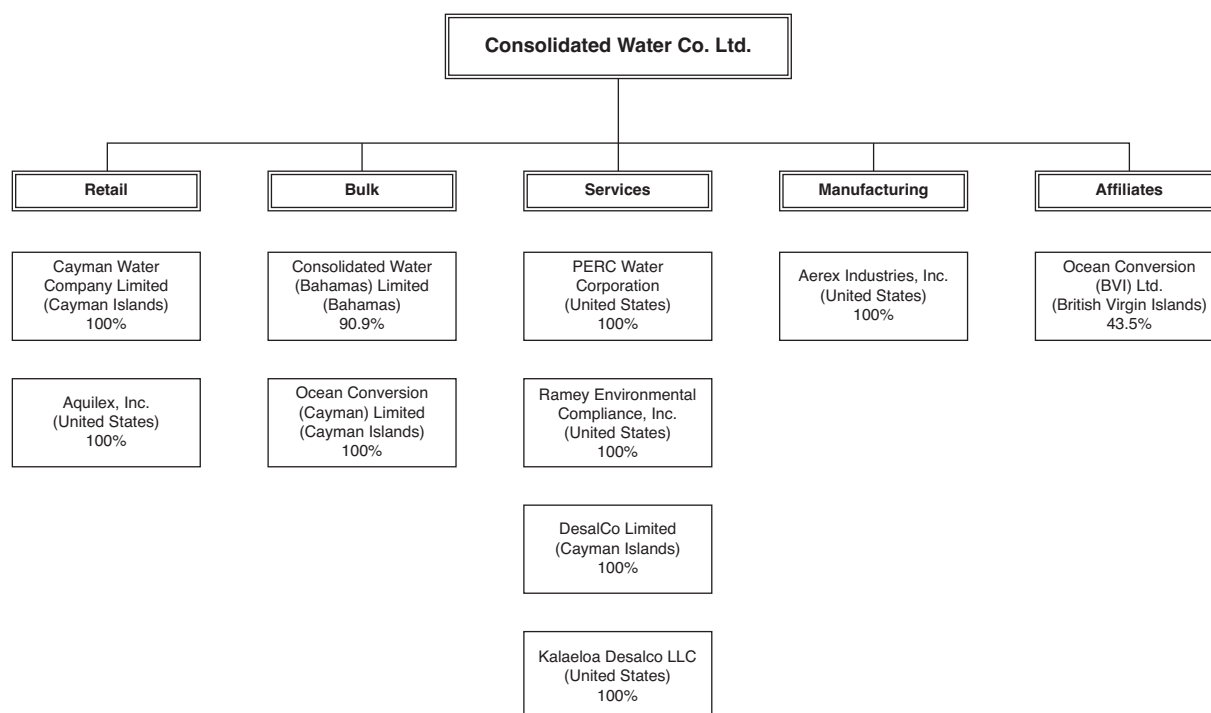 Consolidated Water Co. Ltd.
Retail
Bulk
Services
Manufacturing
Affiliates
Cayman Water
Company Limited
(Cayman Islands)
100%
Consolidated Water
(Bahamas) Limited
(Bahamas)
90.9%
PERC Water
Corporation
(United States)
100%
Aerex Industries, Inc.
(United States)
100%
Ocean Conversion
(BVI) Ltd.
(British Virgin Islands)
43.5%
Aquilex, Inc.
(United States)
100%
Ocean Conversion
(Cayman) Limited
(Cayman Islands)
100%
Ramey Environmental
Compliance, Inc.
(United States)
100%
DesalCo Limited
(Cayman Islands)
100%
Kalaeloa Desalco LLC
(United States)
100%